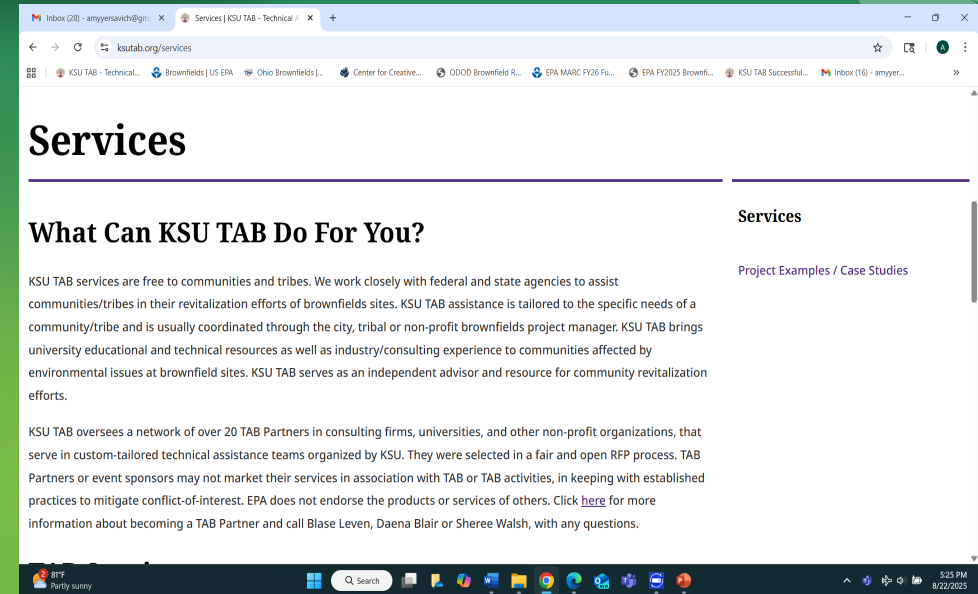 Inbox (28) - amyyersavich@gm
Services | KSU TAB - Technical A
ksutab.org/services
A
KSU TAB - Technical...
Brownfields | US EPA
Ohio Brownfields |...
Center for Creative...
ODOD Brownfield R...
EPA MARC FY26 Fu...
EPA FY2025 Brownfi...
KSU TAB Successful...
Inbox (16) - amyyer...
Services
What Can KSU TAB Do For You?
KSU TAB services are free to communities and tribes. We work closely with federal and state agencies to assist
communities/tribes in their revitalization efforts of brownfields sites. KSU TAB assistance is tailored to the specific needs of a
community/tribe and is usually coordinated through the city, tribal or non-profit brownfields project manager. KSU TAB brings
university educational and technical resources as well as industry/consulting experience to communities affected by
environmental issues at brownfield sites. KSU TAB serves as an independent advisor and resource for community revitalization
efforts.
KSU TAB oversees a network of over 20 TAB Partners in consulting firms, universities, and other non-profit organizations, that
serve in custom-tailored technical assistance teams organized by KSU. They were selected in a fair and open RFP process. TAB
Partners or event sponsors may not market their services in association with TAB or TAB activities, in keeping with established
practices to mitigate conflict-of-interest. EPA does not endorse the products or services of others. Click here for more
information about becoming a TAB Partner and call Blase Leven, Daena Blair or Sheree Walsh, with any questions.
Services
Project Examples / Case Studies
2
81°F
Partly sunny
Search
5:25 PM
8/22/2025